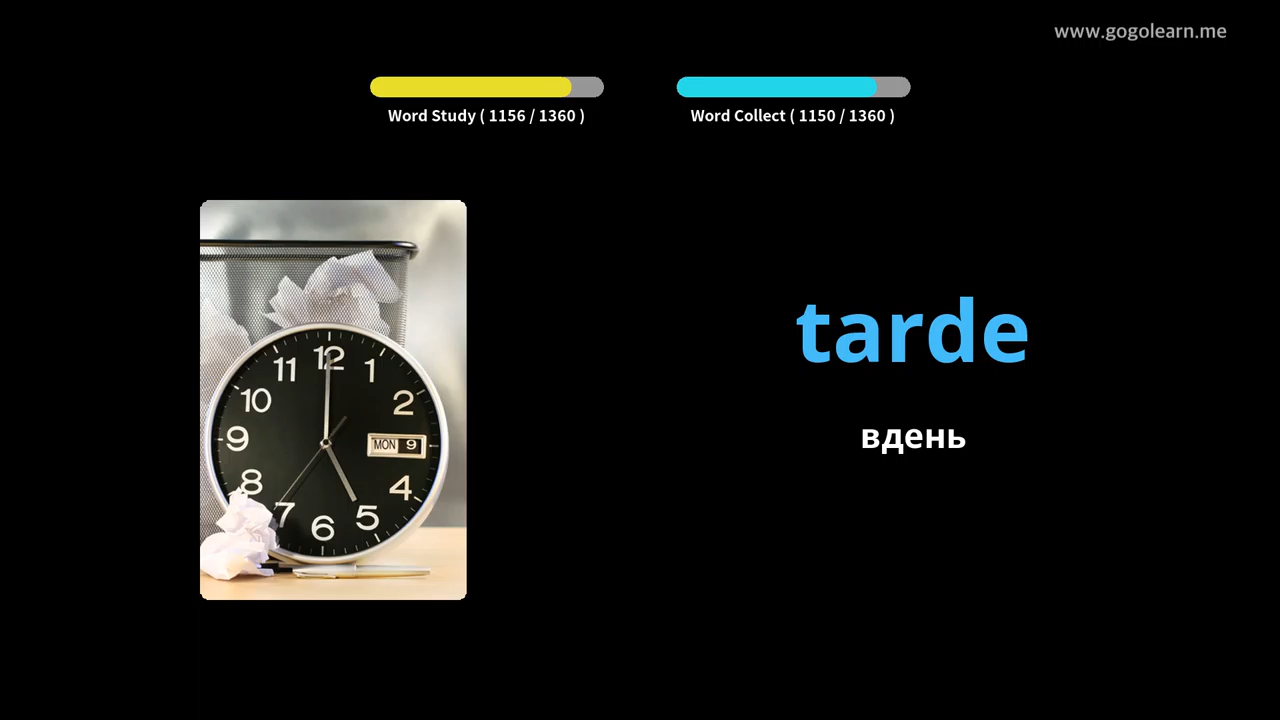 www.gogolearn.me
Word Study ( 1156 / 1360 )
Word Collect ( 1150 / 1360 )
tarde
вдень
12
1
2
3
4
5
6
7
8
9
10
11
MON 9